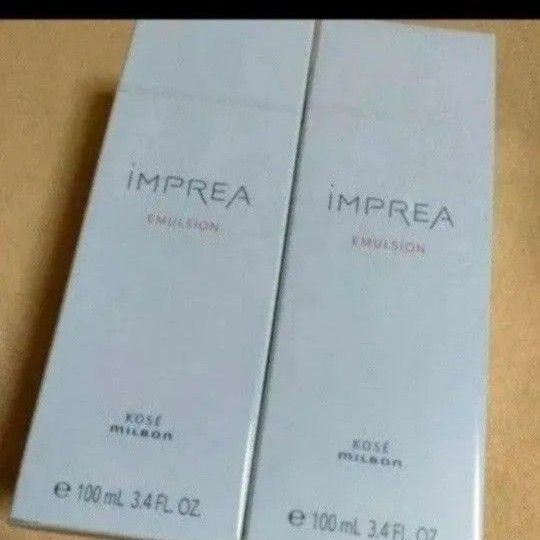 iMPREA
EMULSION
KOSÉ
milbon
℮ 100 mL 3.4 FL. OZ.
iMPREA
EMULSION
KOSÉ
milbon
℮ 100 mL 3.4 FL. OZ.